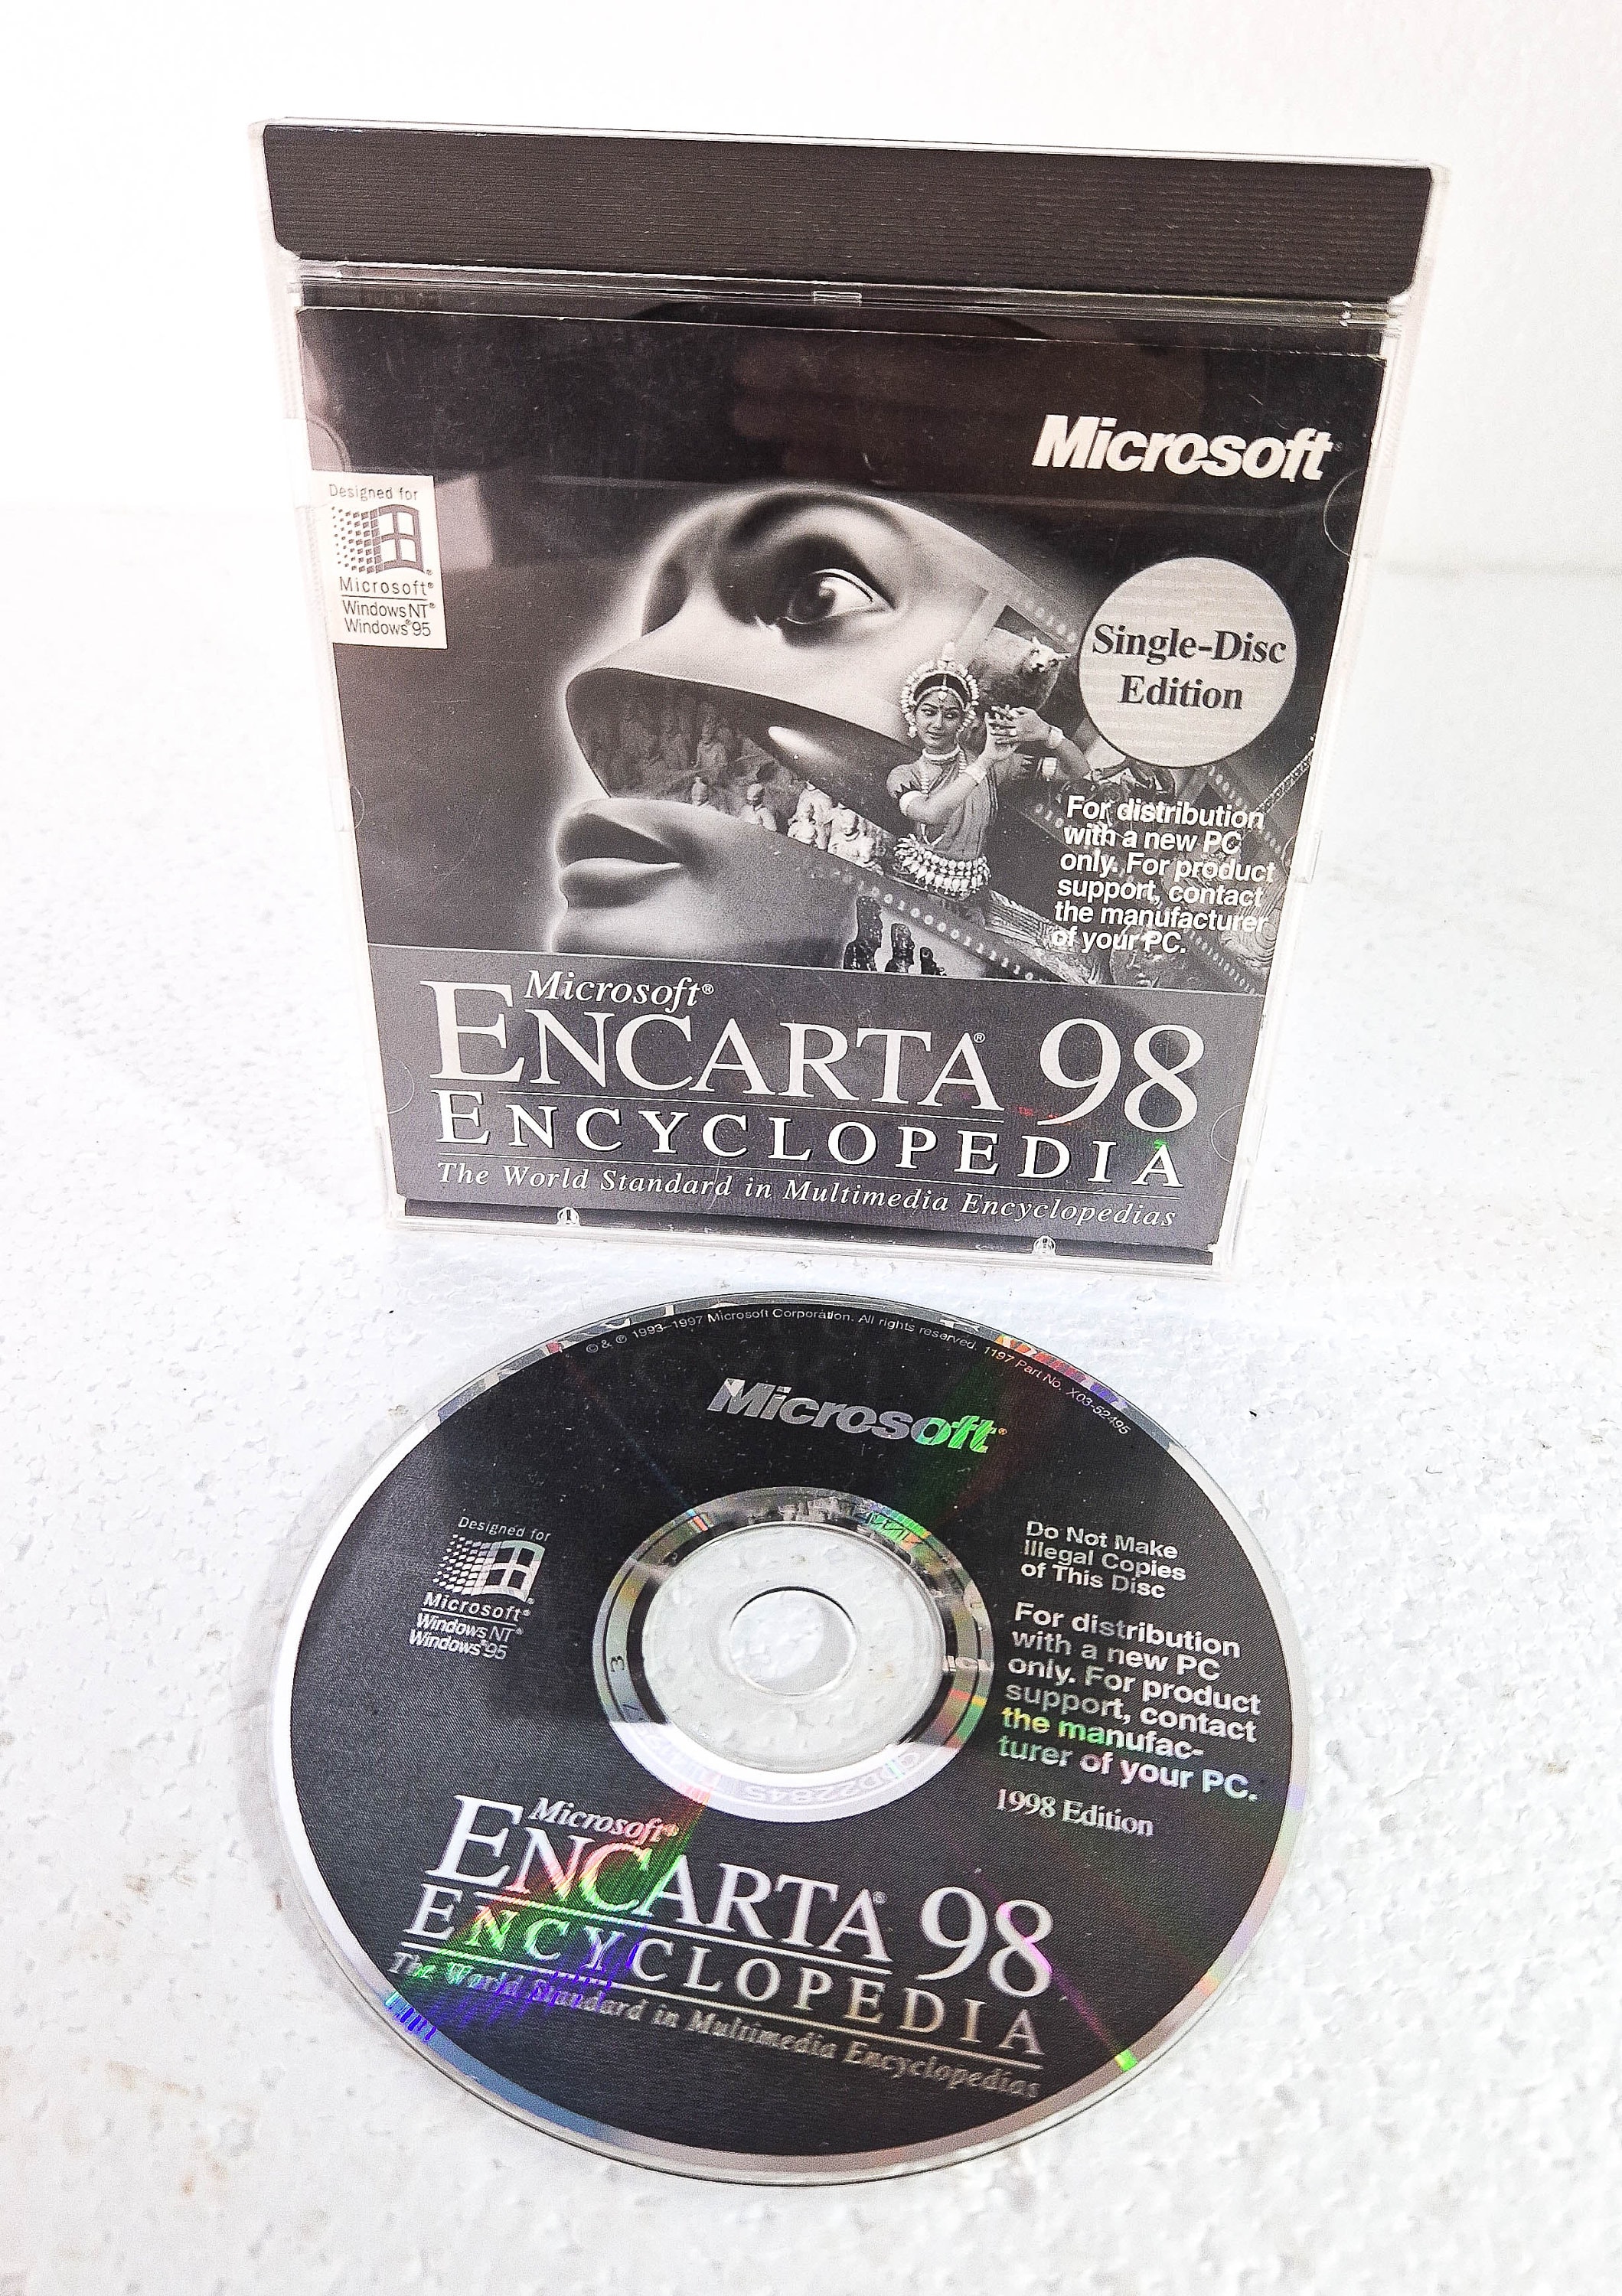 Microsoft
Designed for
Microsoft®
Windows NT®
Windows®95
Single-Disc
Edition
For distribution
with a new PC
only. For product
support, contact
the manufacturer
of your PC.
010000111010
Microsoft®
ENCARTA® 98
ENCYCLOPEDIA
The World Standard in Multimedia Encyclopedias
© & ℗ 1993–1997 Microsoft Corporation. All rights reserved. 1197 Part No. X03-52495
Microsoft®
Designed for
Microsoft®
Windows NT®
Windows®95
Do Not Make
Illegal Copies
of This Disc
For distribution
with a new PC
only. For product
support, contact
the manufac-
turer of your PC.
1998 Edition
Microsoft®
ENCARTA® 98
ENCYCLOPEDIA
The World Standard in Multimedia Encyclopedias